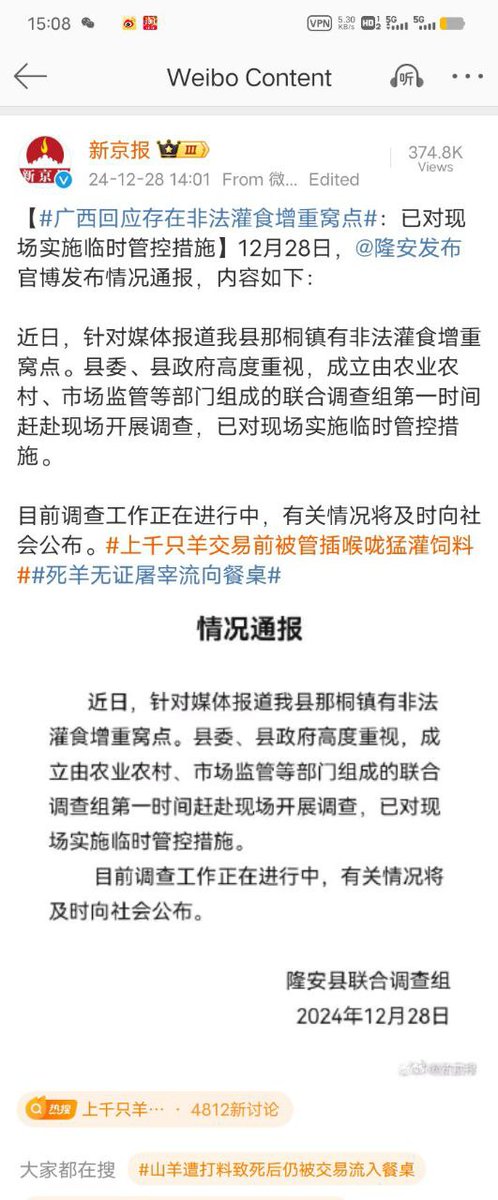 15:08
VPN 5.30 KB/s HD 1 2 5G 5G
Weibo Content
听
新京报 III
374.8K
Views
新京报
24-12-28 14:01 From 微... Edited
【#广西回应存在非法灌食增重窝点#：已对现
场实施临时管控措施】12月28日，@隆安发布
官博发布情况通报，内容如下：
近日，针对媒体报道我县那桐镇有非法灌食增重
窝点。县委、县政府高度重视，成立由农业农
村、市场监管等部门组成的联合调查组第一时间
赶赴现场开展调查，已对现场实施临时管控措
施。
目前调查工作正在进行中，有关情况将及时向社
会公布。#上千只羊交易前被管插喉咙猛灌饲料
##死羊无证屠宰流向餐桌#
情况通报
近日，针对媒体报道我县那桐镇有非法
灌食增重窝点。县委、县政府高度重视，成
立由农业农村、市场监管等部门组成的联合
调查组第一时间赶赴现场开展调查，已对现
场实施临时管控措施。
目前调查工作正在进行中，有关情况将
及时向社会公布。
隆安县联合调查组
2024年12月28日
热搜 上千只羊… · 4812新讨论
大家都在搜 #山羊遭打料致死后仍被交易流入餐桌